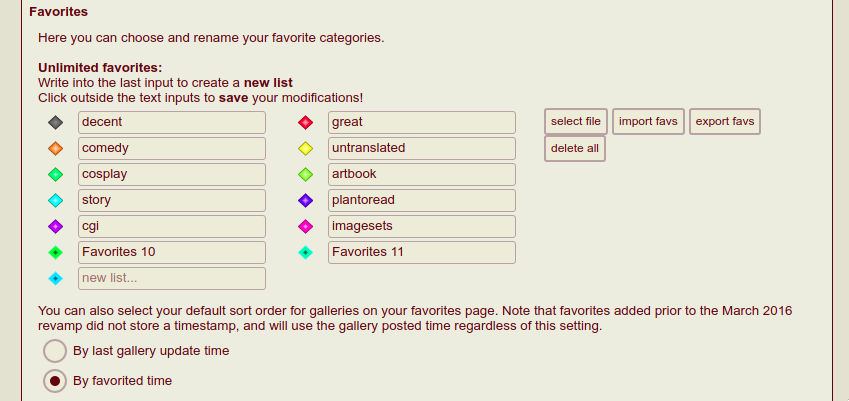 Favorites
Here you can choose and rename your favorite categories.
Unlimited favorites:
Write into the last input to create a new list
Click outside the text inputs to save your modifications!
decent
great
select file
import favs
export favs
comedy
untranslated
delete all
cosplay
artbook
story
plantoread
cgi
imagesets
Favorites 10
Favorites 11
new list...
You can also select your default sort order for galleries on your favorites page. Note that favorites added prior to the March 2016
revamp did not store a timestamp, and will use the gallery posted time regardless of this setting.
By last gallery update time
By favorited time